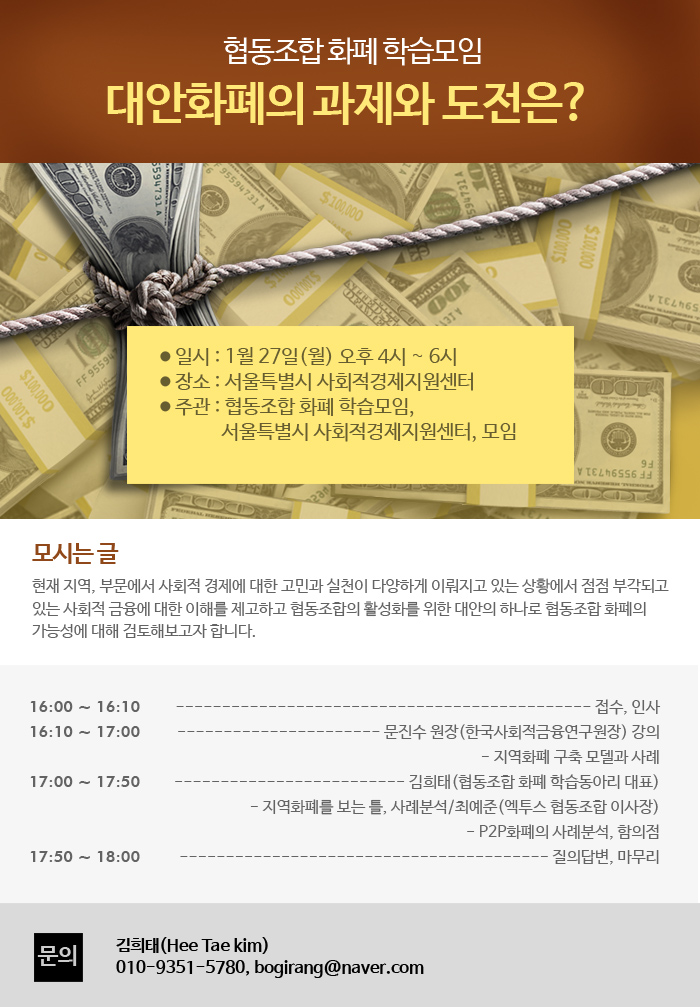 협동조합 화폐 학습모임
대안화폐의 과제와 도전은?
$100,000
$100,000
$100,000
100
● 일시 : 1월 27일(월) 오후 4시 ~ 6시
● 장소 : 서울특별시 사회적경제지원센터
● 주관 : 협동조합 화폐 학습모임,
서울특별시 사회적경제지원센터, 모임
모시는 글
현재 지역, 부문에서 사회적 경제에 대한 고민과 실천이 다양하게 이뤄지고 있는 상황에서 점점 부각되고
있는 사회적 금융에 대한 이해를 제고하고 협동조합의 활성화를 위한 대안의 하나로 협동조합 화폐의
가능성에 대해 검토해보고자 합니다.
16:00 ~ 16:10 --------------------------------------------- 접수, 인사
16:10 ~ 17:00 ---------------------- 문진수 원장(한국사회적금융연구원장) 강의
- 지역화폐 구축 모델과 사례
17:00 ~ 17:50 ------------------------- 김희태(협동조합 화폐 학습동아리 대표)
- 지역화폐를 보는 틀, 사례분석/최예준(엑투스 협동조합 이사장)
- P2P화폐의 사례분석, 함의점
17:50 ~ 18:00 ---------------------------------------- 질의답변, 마무리
문의
김희태(Hee Tae kim)
010-9351-5780, bogirang@naver.com